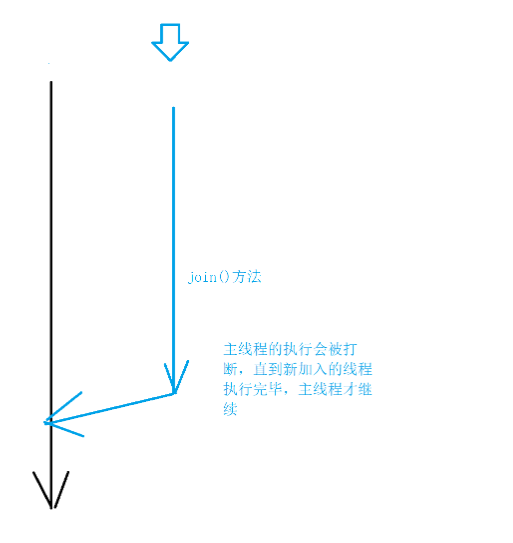 join()方法
主线程的执行会被打
断，直到新加入的线程
执行完毕，主线程才继
续